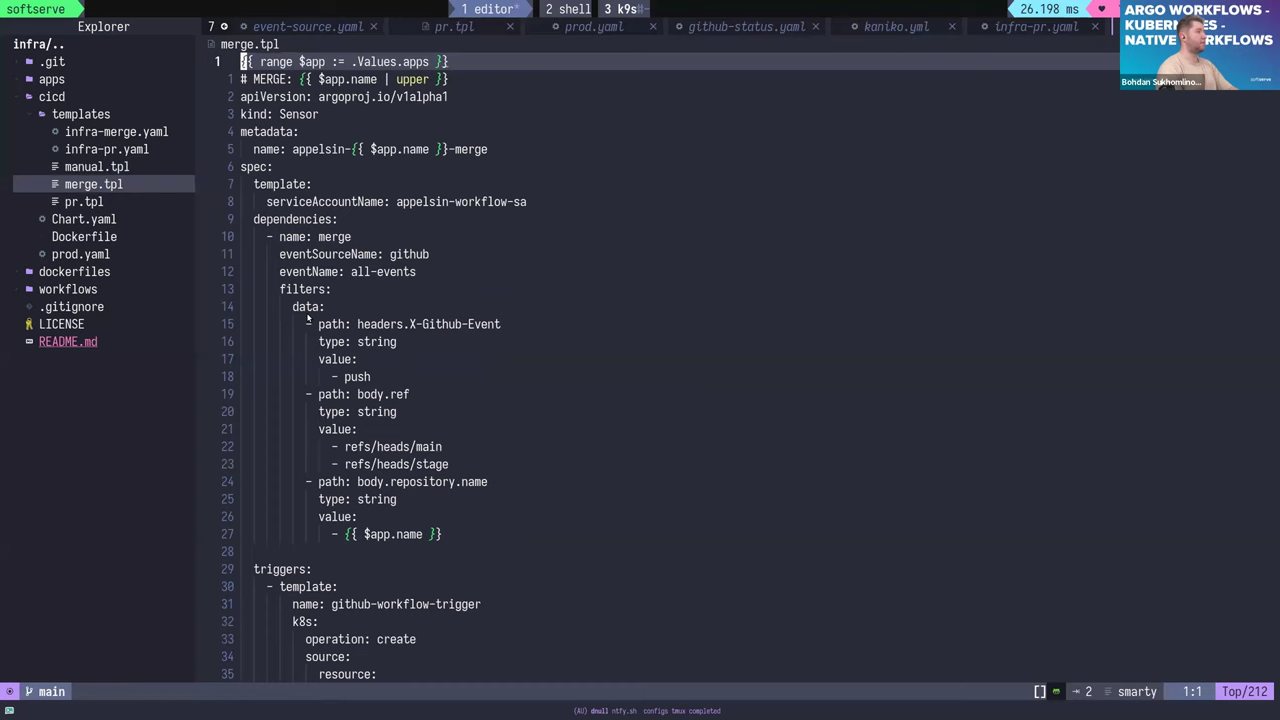 softserve
1 editor*
2 shell
3 k9s*
26.198 ms
Explorer
7
event-source.yaml
pr.tpl
prod.yaml
github-status.yaml
kaniko.yml
infra-pr.yaml
ARGO WORKFLOWS -
KUBERNETES -
NATIVE WORKFLOWS
Bohdan Sukhomlino...
softserve
infra/..
.git
apps
cicd
templates
infra-merge.yaml
infra-pr.yaml
manual.tpl
merge.tpl
pr.tpl
Chart.yaml
Dockerfile
prod.yaml
dockerfiles
workflows
.gitignore
LICENSE
README.md
merge.tpl
1 {{ range $app := .Values.apps }}
1 # MERGE: {{ $app.name | upper }}
2 apiVersion: argoproj.io/v1alpha1
3 kind: Sensor
4 metadata:
5 name: appelsin-{{ $app.name }}-merge
6 spec:
7 template:
8 serviceAccountName: appelsin-workflow-sa
9 dependencies:
10 - name: merge
11 eventSourceName: github
12 eventName: all-events
13 filters:
14 data:
15 - path: headers.X-Github-Event
16 type: string
17 value:
18 - push
19 - path: body.ref
20 type: string
21 value:
22 - refs/heads/main
23 - refs/heads/stage
24 - path: body.repository.name
25 type: string
26 value:
27 - {{ $app.name }}
28
29 triggers:
30 - template:
31 name: github-workflow-trigger
32 k8s:
33 operation: create
34 source:
35 resource:
main
[]
2
smarty
1:1
Top/212
(AU) dnull ntfy.sh configs tmux completed